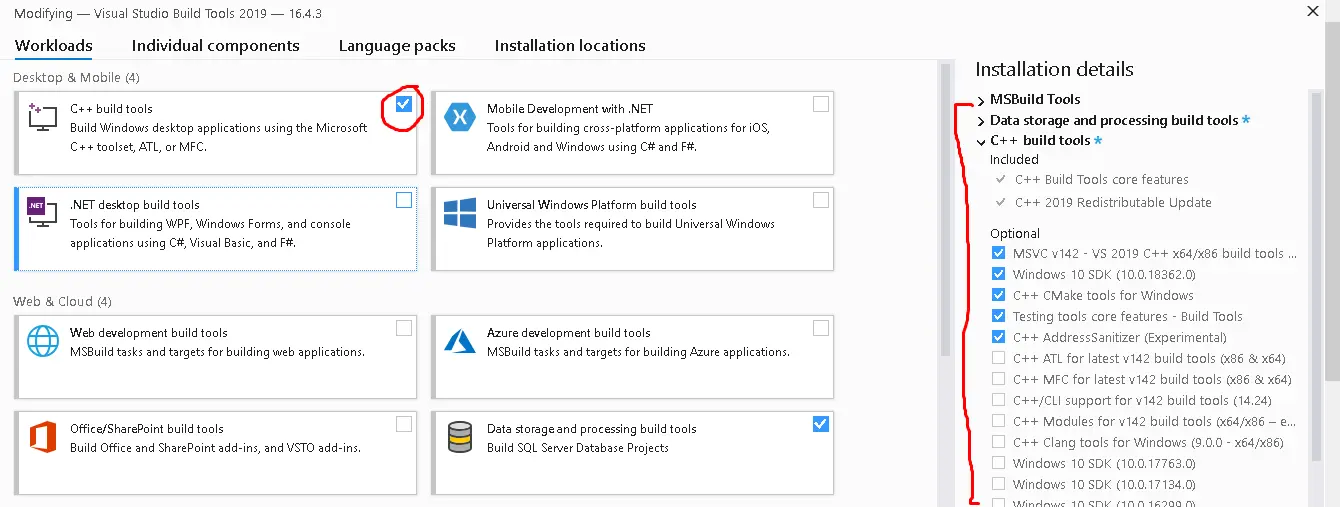 Modifying — Visual Studio Build Tools 2019 — 16.4.3
Workloads
Individual components
Language packs
Installation locations
Desktop & Mobile (4)
C++ build tools
Build Windows desktop applications using the Microsoft
C++ toolset, ATL, or MFC.
Mobile Development with .NET
Tools for building cross-platform applications for iOS,
Android and Windows using C# and F#.
.NET
.NET desktop build tools
Tools for building WPF, Windows Forms, and console
applications using C#, Visual Basic, and F#.
Universal Windows Platform build tools
Provides the tools required to build Universal Windows
Platform applications.
Web & Cloud (4)
Web development build tools
MSBuild tasks and targets for building web applications.
Azure development build tools
MSBuild tasks and targets for building Azure applications.
Office/SharePoint build tools
Build Office and SharePoint add-ins, and VSTO add-ins.
Data storage and processing build tools
Build SQL Server Database Projects
Installation details
MSBuild Tools
Data storage and processing build tools *
C++ build tools *
Included
C++ Build Tools core features
C++ 2019 Redistributable Update
Optional
MSVC v142 - VS 2019 C++ x64/x86 build tools ...
Windows 10 SDK (10.0.18362.0)
C++ CMake tools for Windows
Testing tools core features - Build Tools
C++ AddressSanitizer (Experimental)
C++ ATL for latest v142 build tools (x86 & x64)
C++ MFC for latest v142 build tools (x86 & x64)
C++/CLI support for v142 build tools (14.24)
C++ Modules for v142 build tools (x64/x86 – e...
C++ Clang tools for Windows (9.0.0 - x64/x86)
Windows 10 SDK (10.0.17763.0)
Windows 10 SDK (10.0.17134.0)
Windows 10 SDK (10.0.16299.0)